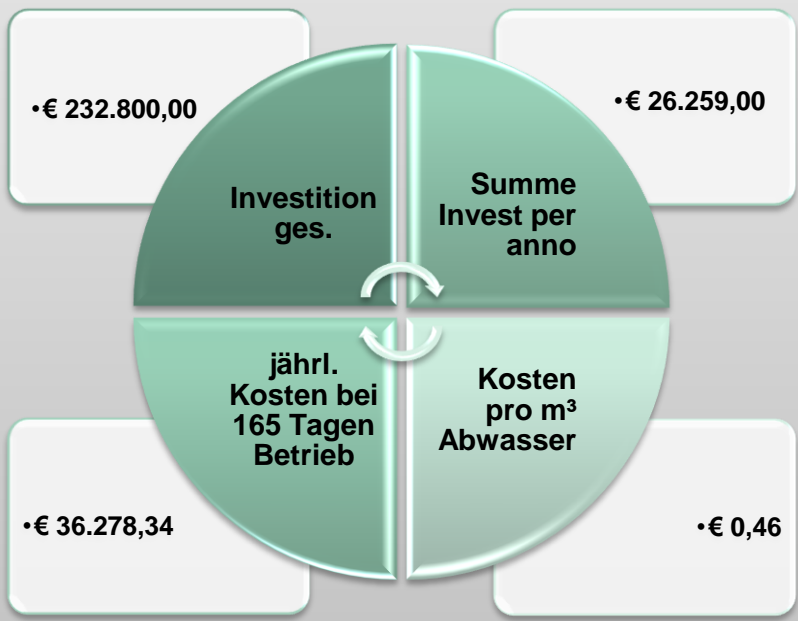 •€ 232.800,00
•€ 26.259,00
Investition
ges.
Summe
Invest per
anno
jährl.
Kosten bei
165 Tagen
Betrieb
Kosten
pro m³
Abwasser
•€ 36.278,34
•€ 0,46